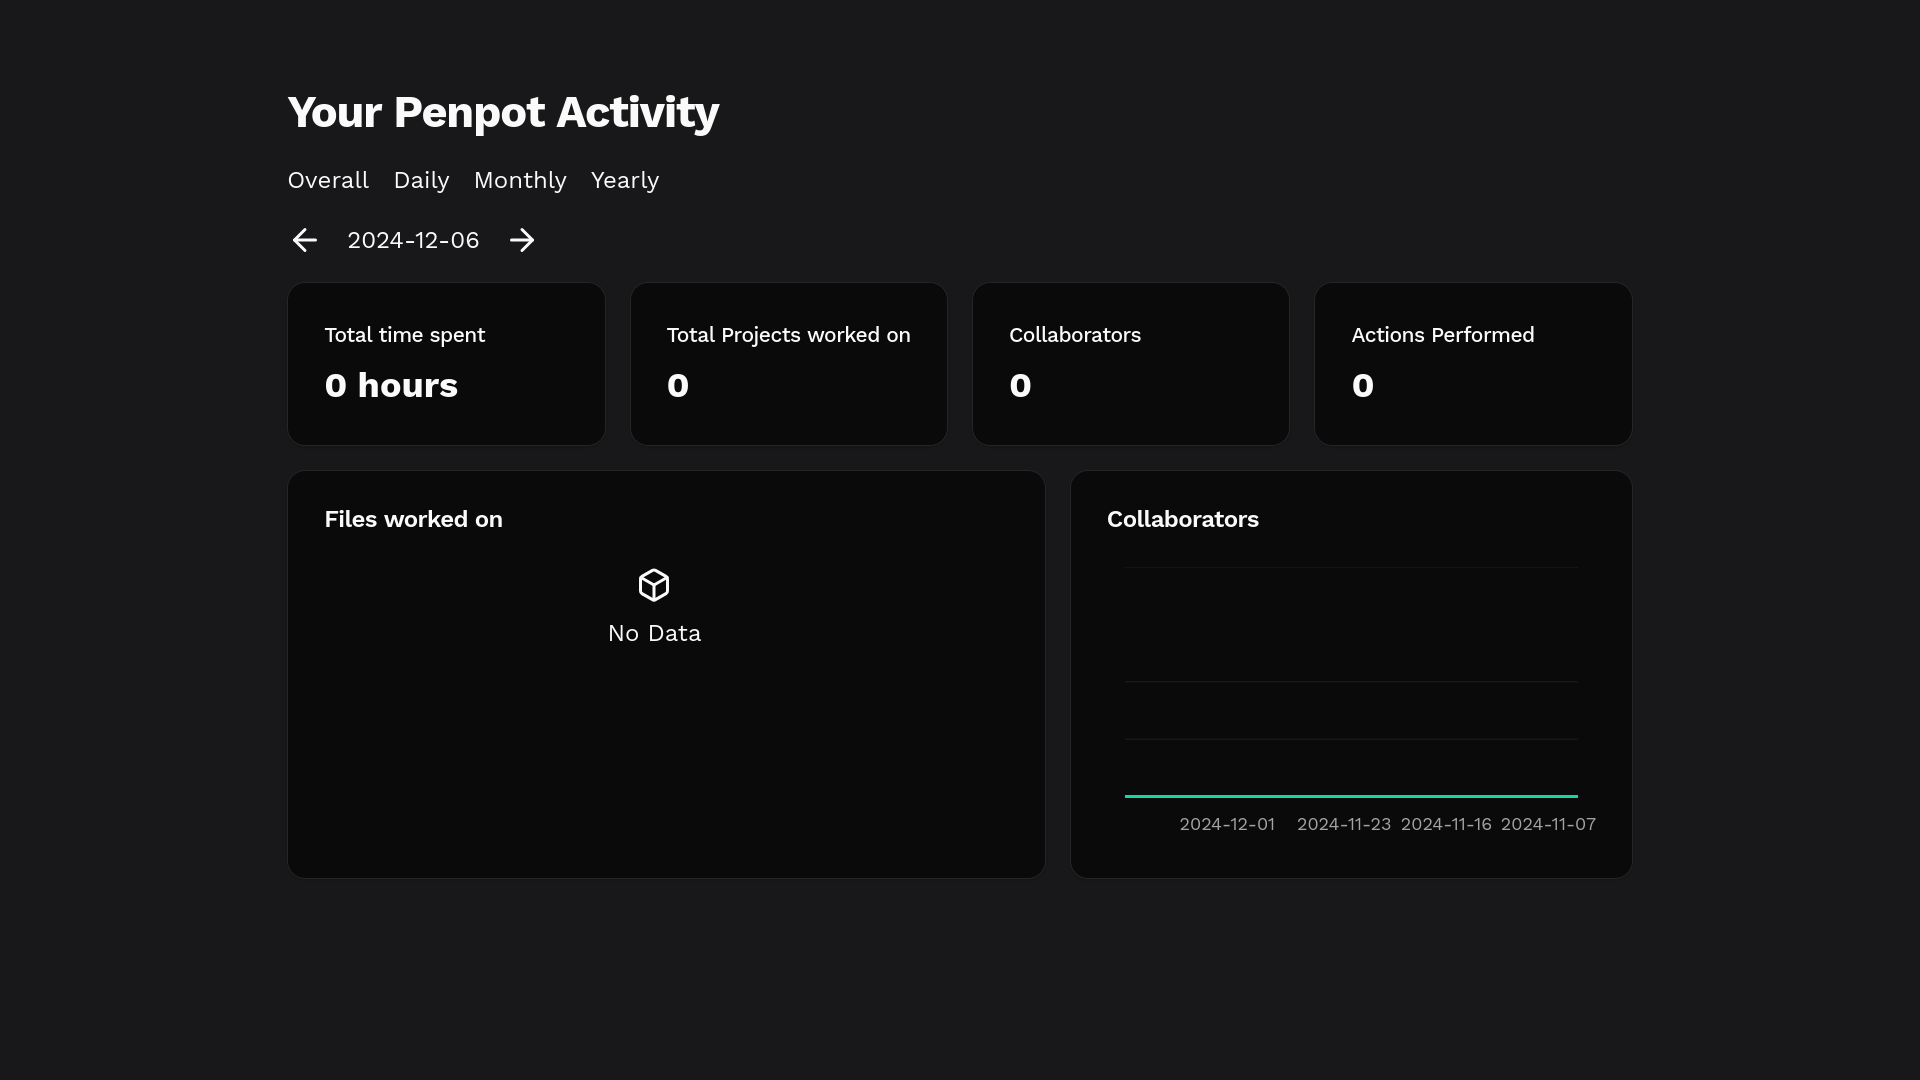 Your Penpot Activity
Overall Daily Monthly Yearly
2024-12-06
Total time spent
0 hours
Total Projects worked on
0
Collaborators
0
Actions Performed
0
Files worked on
No Data
Collaborators
2024-12-01 2024-11-23 2024-11-16 2024-11-07